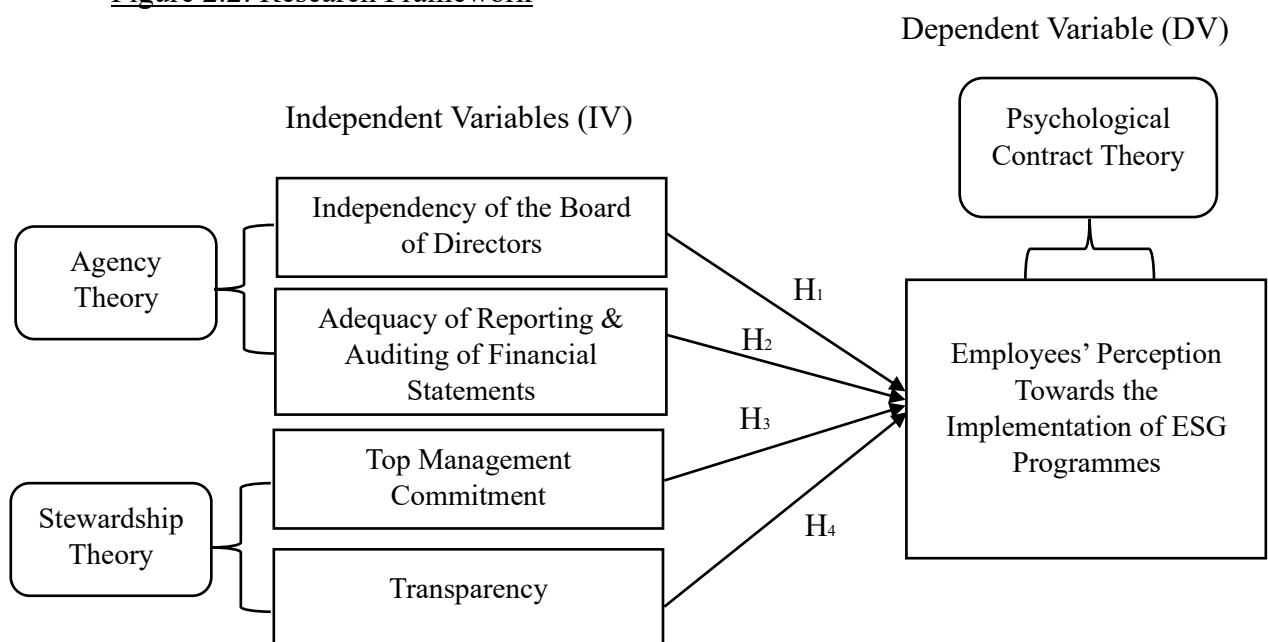 Figure 2.2: Research Framework
Dependent Variable (DV)
Independent Variables (IV)
Psychological
Contract Theory
Agency
Theory
Independency of the Board
of Directors
Adequacy of Reporting &
Auditing of Financial
Statements
Stewardship
Theory
Top Management
Commitment
Transparency
H1
H2
H3
H4
Employees’ Perception
Towards the
Implementation of ESG
Programmes